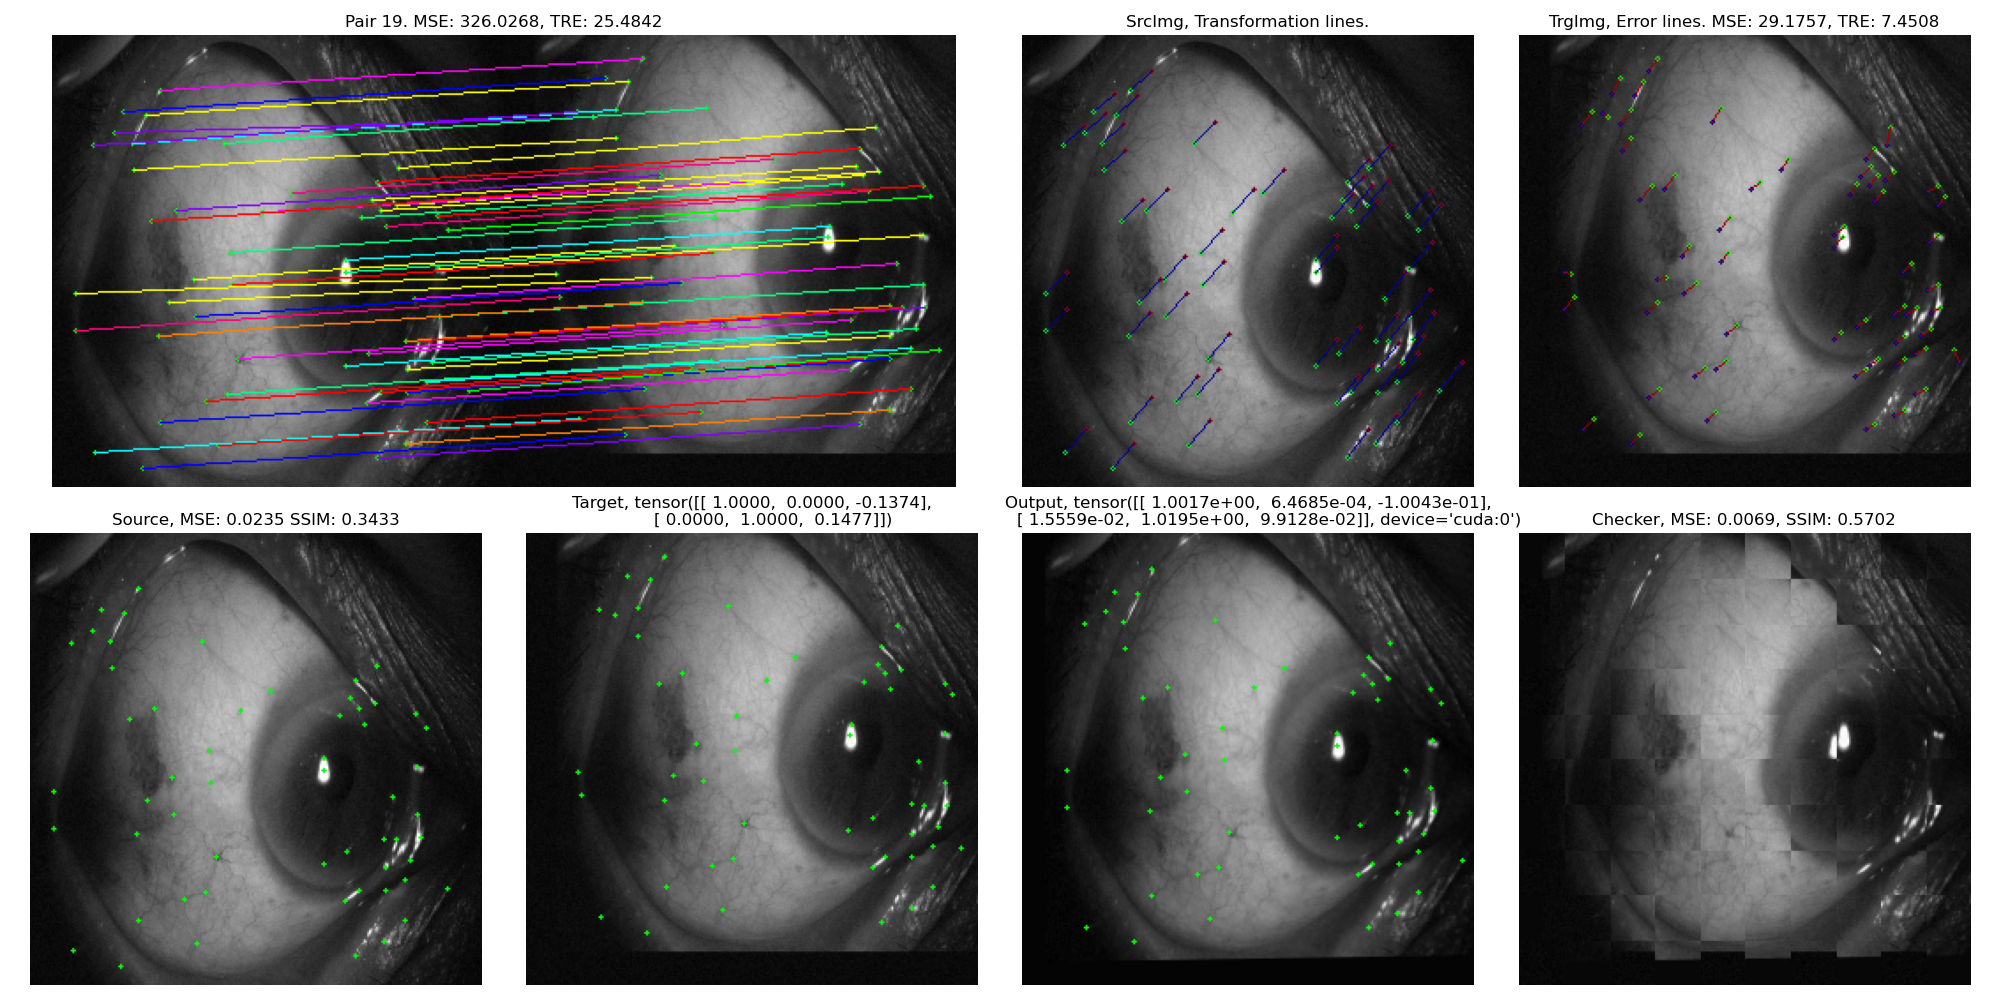 Pair 19. MSE: 326.0268, TRE: 25.4842
SrcImg, Transformation lines.
TrgImg, Error lines. MSE: 29.1757, TRE: 7.4508
Source, MSE: 0.0235 SSIM: 0.3433
Target, tensor([[ 1.0000,  0.0000, -0.1374],
[ 0.0000,  1.0000,  0.1477]])
Output, tensor([[ 1.0017e+00,  6.4685e-04, -1.0043e-01],
[ 1.5559e-02,  1.0195e+00,  9.9128e-02]], device='cuda:0')
Checker, MSE: 0.0069, SSIM: 0.5702